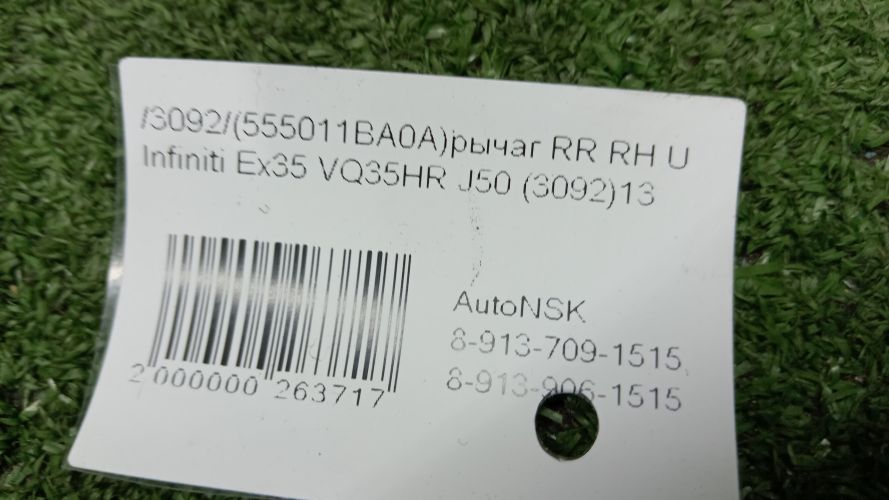 /3092/(555011BA0A)рычаг RR RH U
Infiniti Ex35 VQ35HR J50 (3092)13
AutoNSK
8-913-709-1515,
8-913-906-1515
2 000000 263717